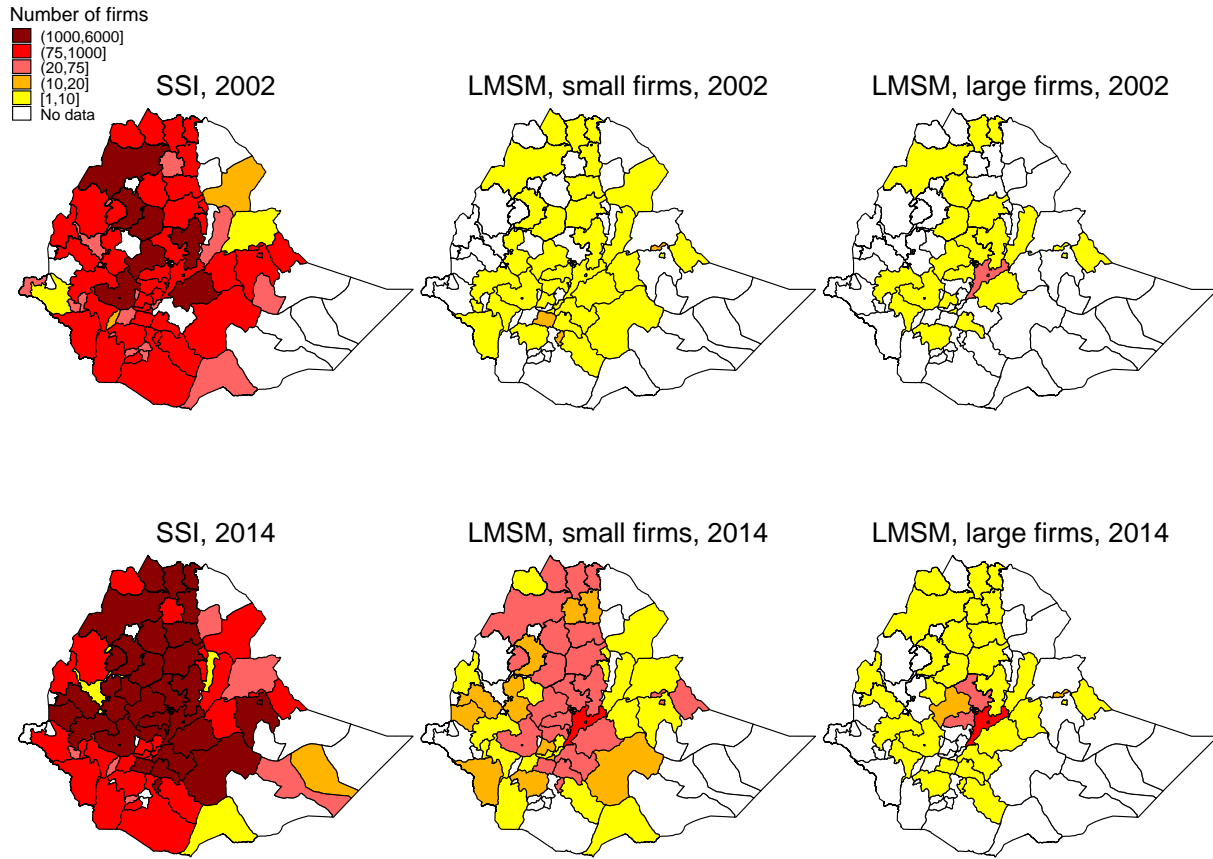 Number of firms
(1000,6000]
(75,1000]
(20,75]
(10,20]
[1,10]
No data
SSI, 2002
LMSM, small firms, 2002
LMSM, large firms, 2002
SSI, 2014
LMSM, small firms, 2014
LMSM, large firms, 2014